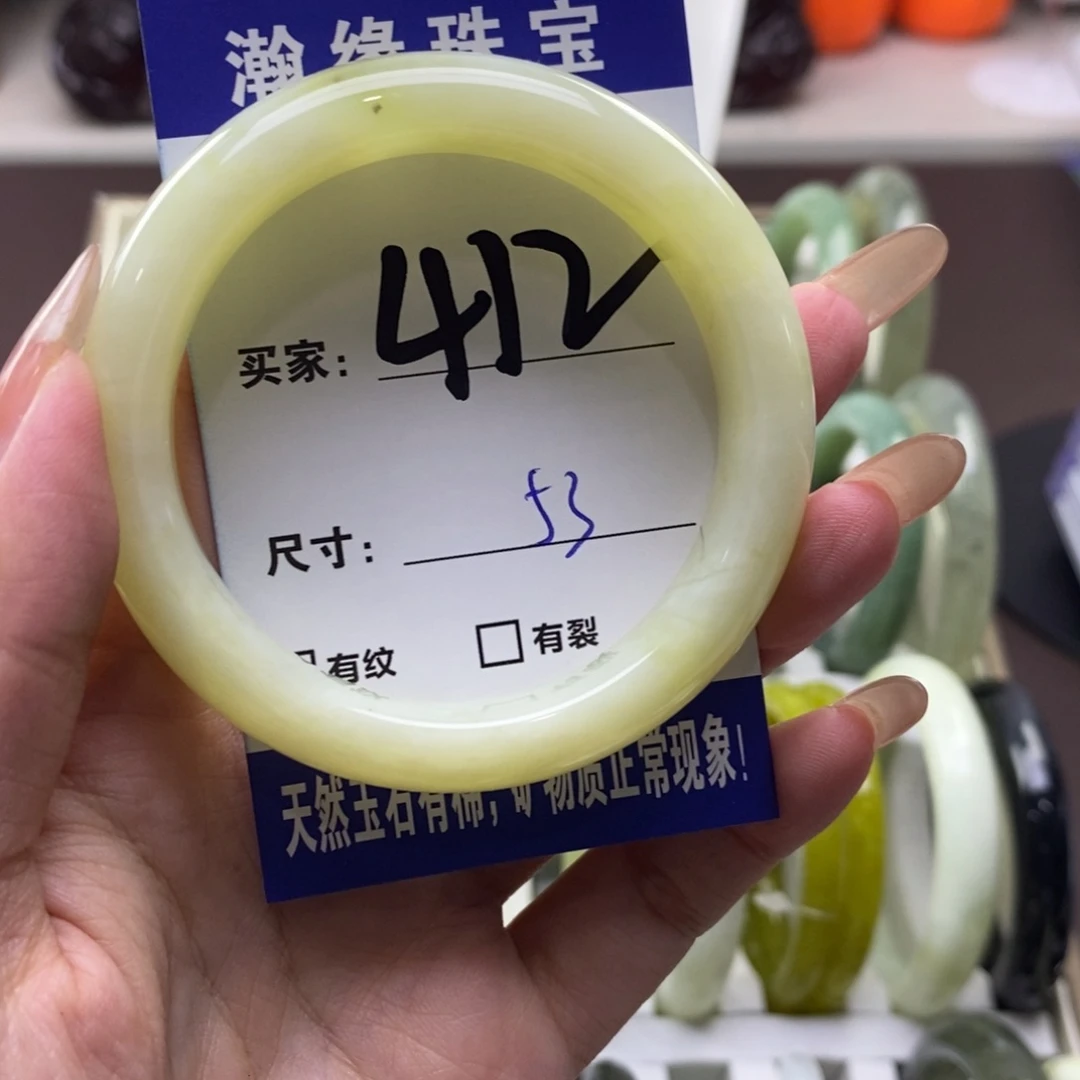 瀚缘珠宝
买家：412
尺寸：53
有纹 □有裂
天然玉石有棉，矿物质正常现象！